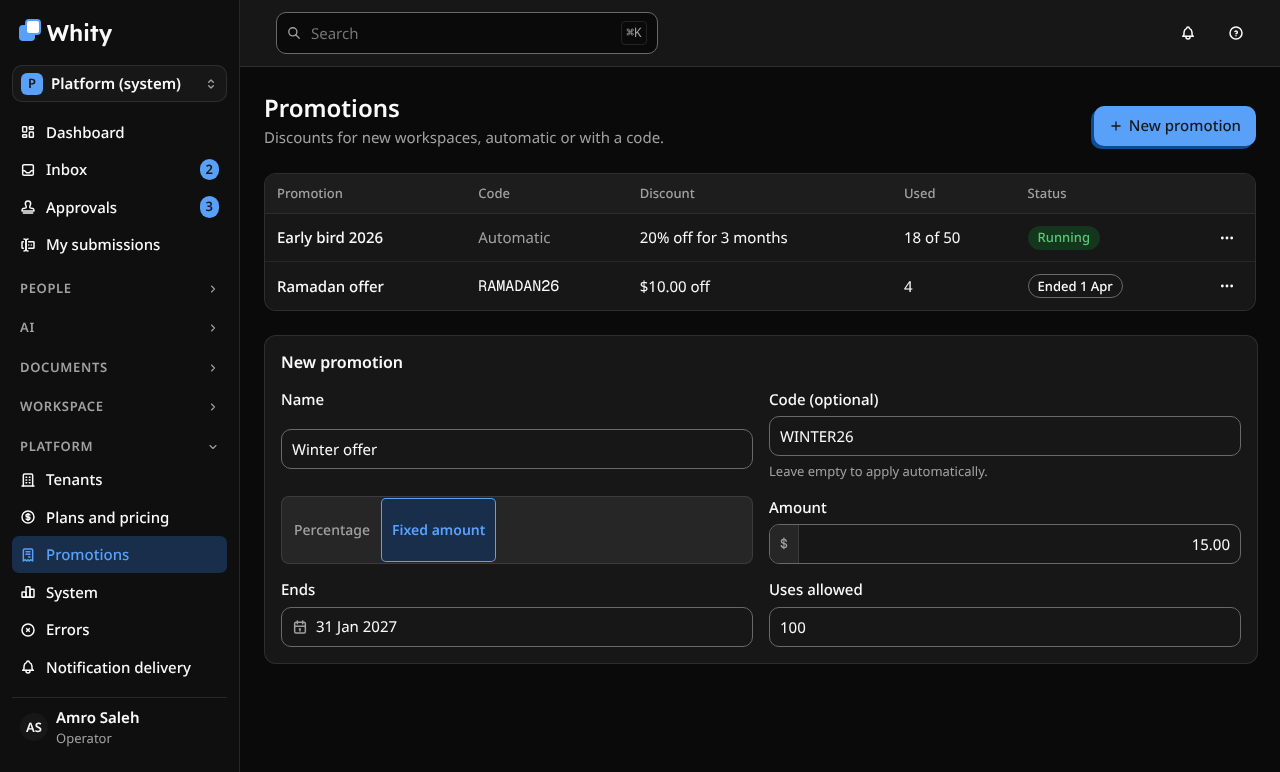 Whity
Search
⌘K
P Platform (system)
Dashboard
Inbox 2
Approvals 3
My submissions
PEOPLE
AI
DOCUMENTS
WORKSPACE
PLATFORM
Tenants
Plans and pricing
Promotions
System
Errors
Notification delivery
AS
Amro Saleh
Operator
Promotions
Discounts for new workspaces, automatic or with a code.
+ New promotion
Promotion Code Discount Used Status
Early bird 2026 Automatic 20% off for 3 months 18 of 50 Running
Ramadan offer RAMADAN26 $10.00 off 4 Ended 1 Apr
New promotion
Name
Winter offer
Code (optional)
WINTER26
Leave empty to apply automatically.
Percentage Fixed amount
Amount
$ 15.00
Ends
31 Jan 2027
Uses allowed
100